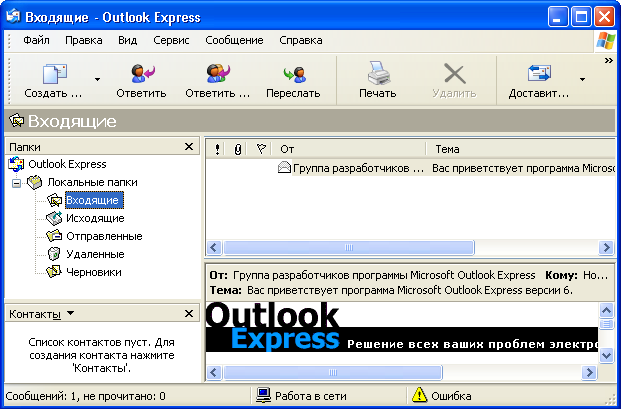 Входящие - Outlook Express
Файл Правка Вид Сервис Сообщение Справка
Создать ... Ответить Ответить ... Переслать Печать Удалить Доставит...
Входящие
Папки
Outlook Express
Локальные папки
Входящие
Исходящие
Отправленные
Удаленные
Черновики
Контакты
Список контактов пуст. Для
создания контакта нажмите
'Контакты'.
От Тема
Группа разработчиков ... Вас приветствует программа Micros
От: Группа разработчиков программы Microsoft Outlook Express Кому: Но...
Тема: Вас приветствует программа Microsoft Outlook Express версии 6.
Outlook
Express Решение всех ваших проблем электро
Сообщений: 1, не прочитано: 0 Работа в сети Ошибка